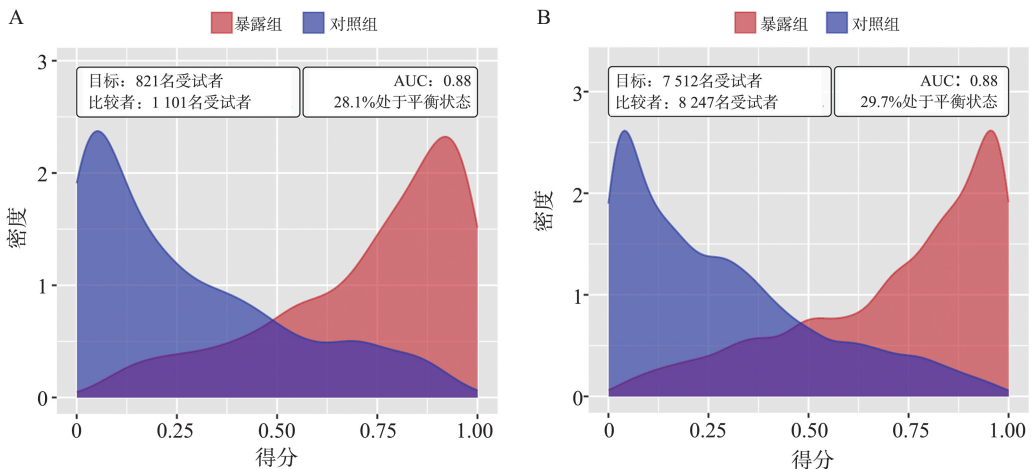 A
暴露组 对照组
目标：821名受试者
比较者：1 101名受试者
AUC：0.88
28.1%处于平衡状态
密度
3
2
1
0
0 0.25 0.50 0.75 1.00
得分
B
暴露组 对照组
目标：7 512名受试者
比较者：8 247名受试者
AUC：0.88
29.7%处于平衡状态
密度
3
2
1
0
0 0.25 0.50 0.75 1.00
得分